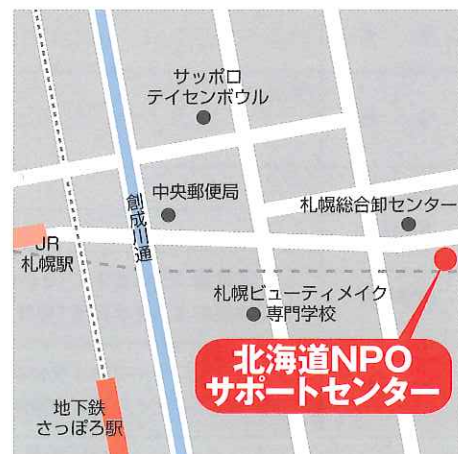 サッポロ
テイセンボウル
中央郵便局
創成川通
札幌総合卸センター
JR
札幌駅
札幌ビューティメイク
専門学校
北海道NPO
サポートセンター
地下鉄
さっぽろ駅